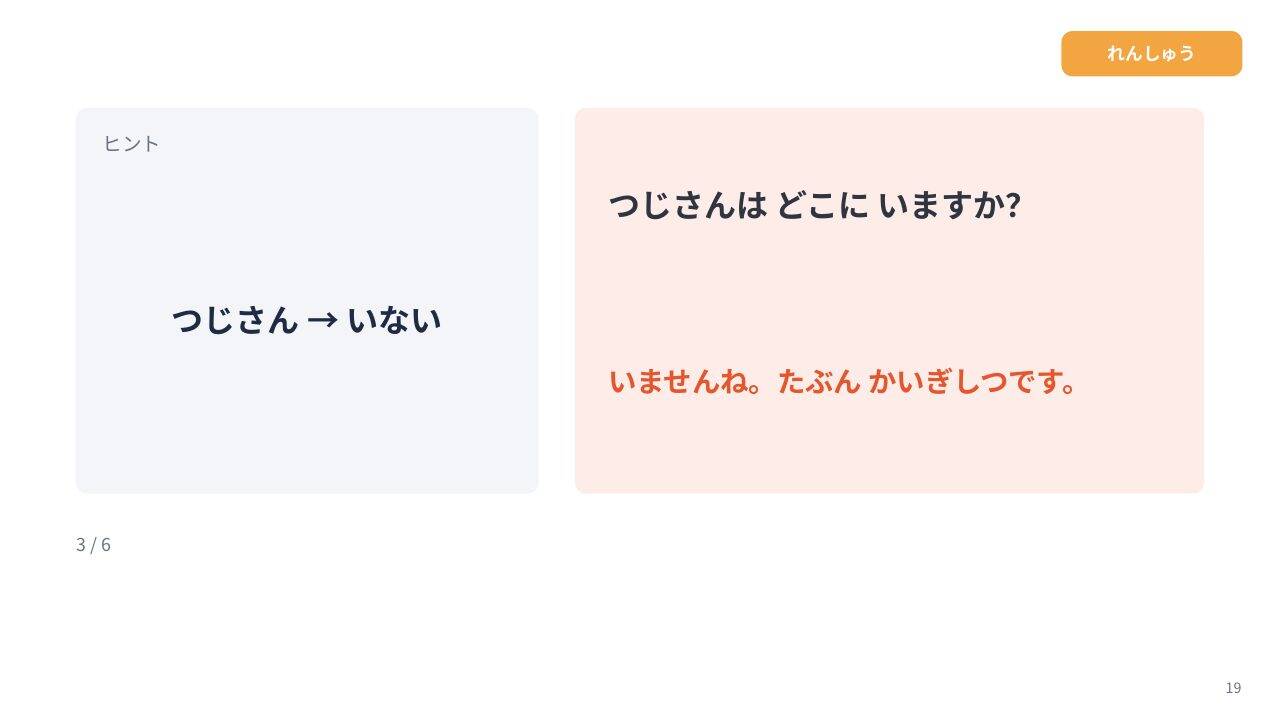 れんしゅう
ヒント
つじさん → いない
つじさんは どこに いますか?
いませんね。たぶん かいぎしつです。
3 / 6
19